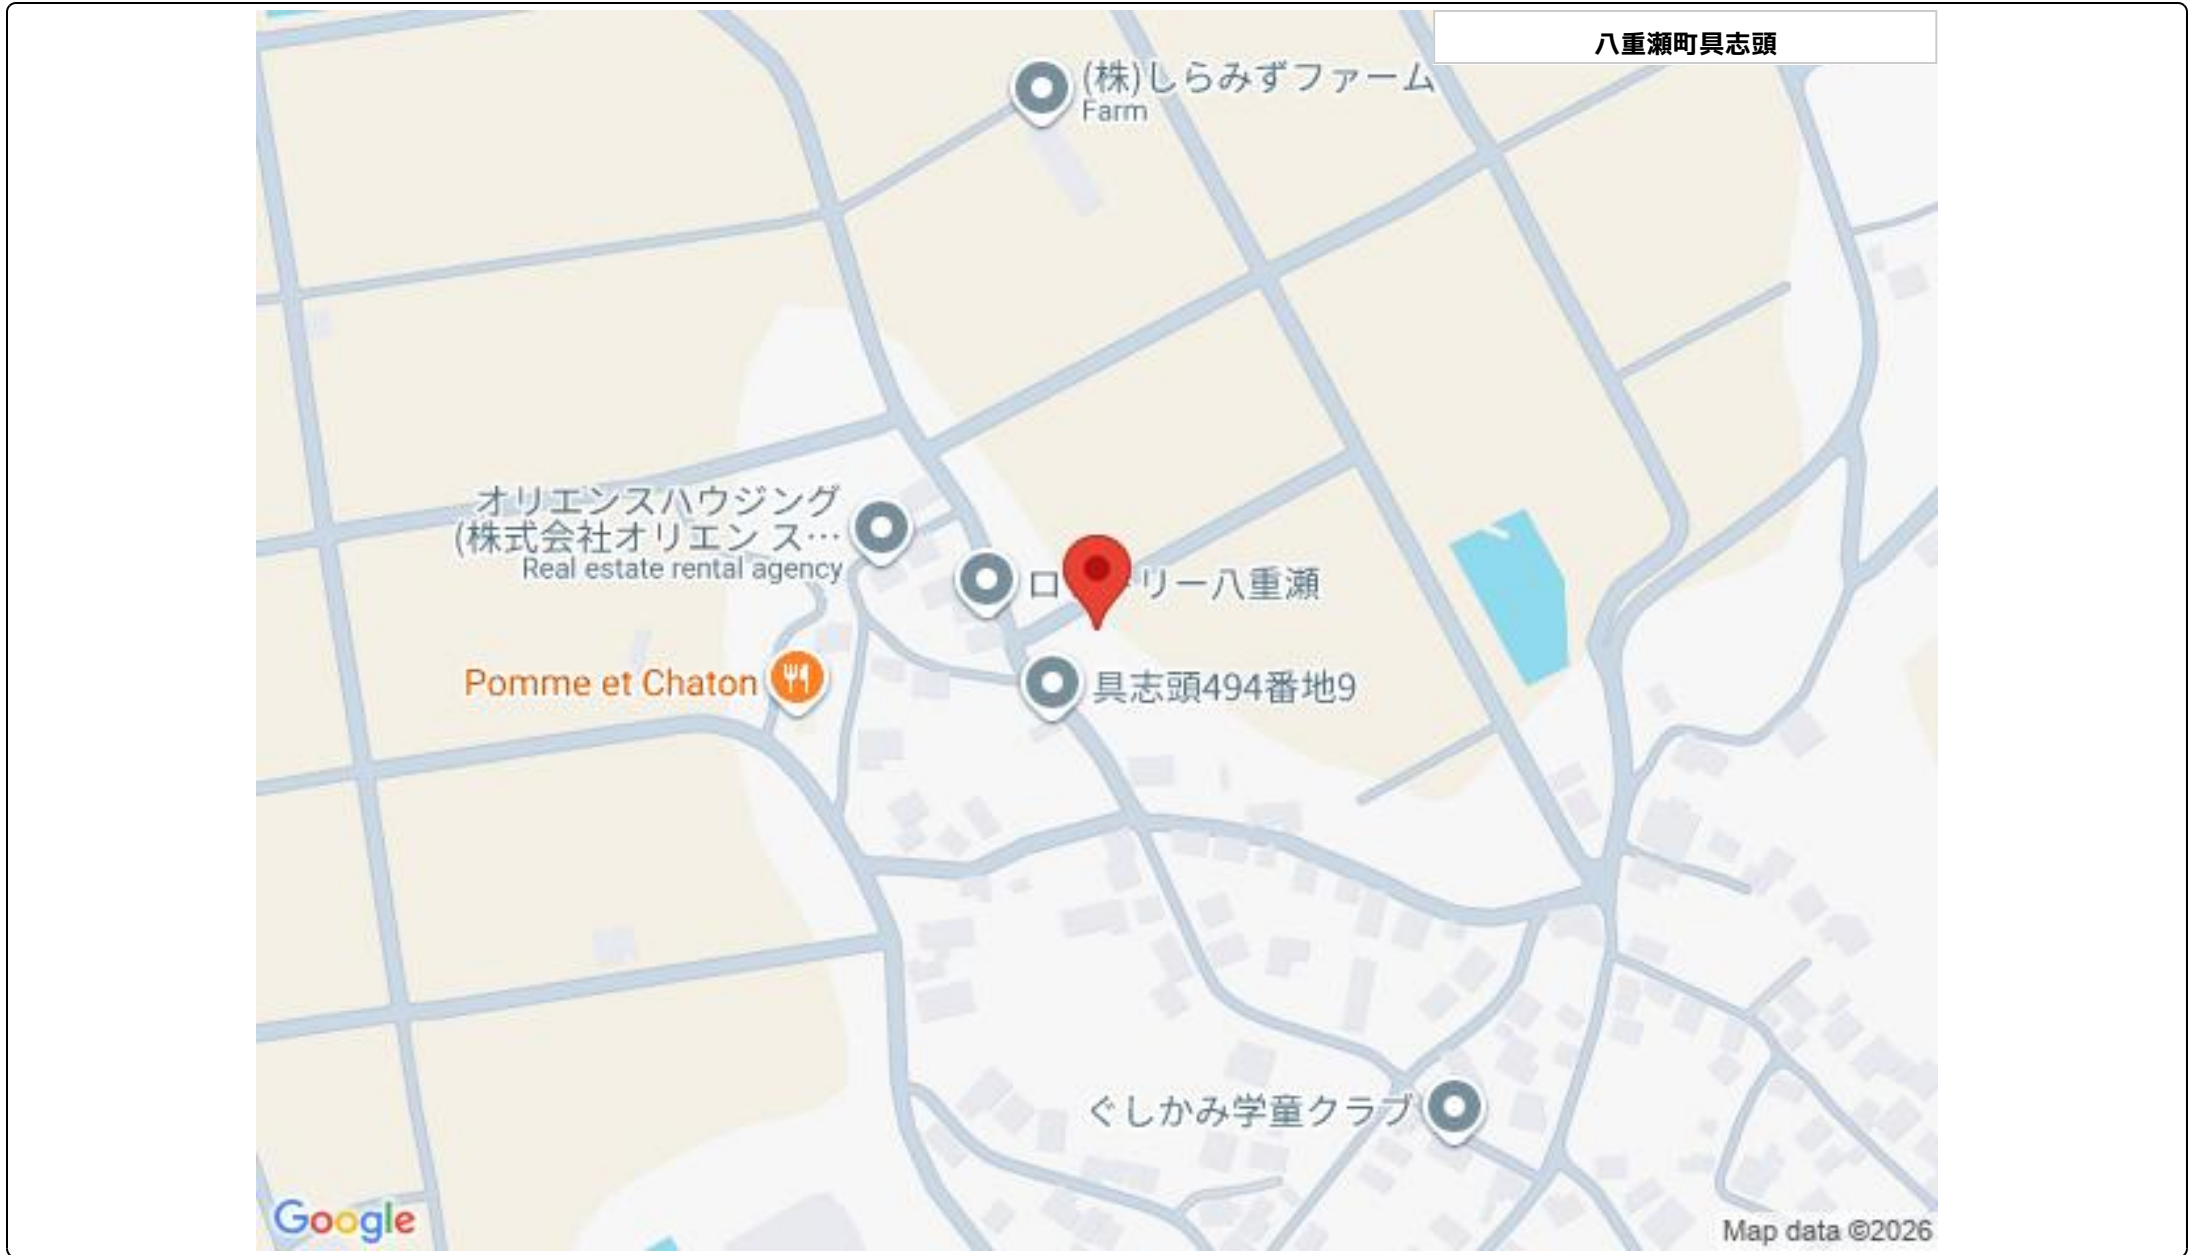 八重瀬町具志頭
(株)しらみずファーム
Farm
オリエンスハウジング
(株式会社オリエン ス…
Real estate rental agency
ロ
リー八重瀬
Pomme et Chaton
具志頭494番地9
ぐしかみ学童クラブ
Google
Map data ©2026